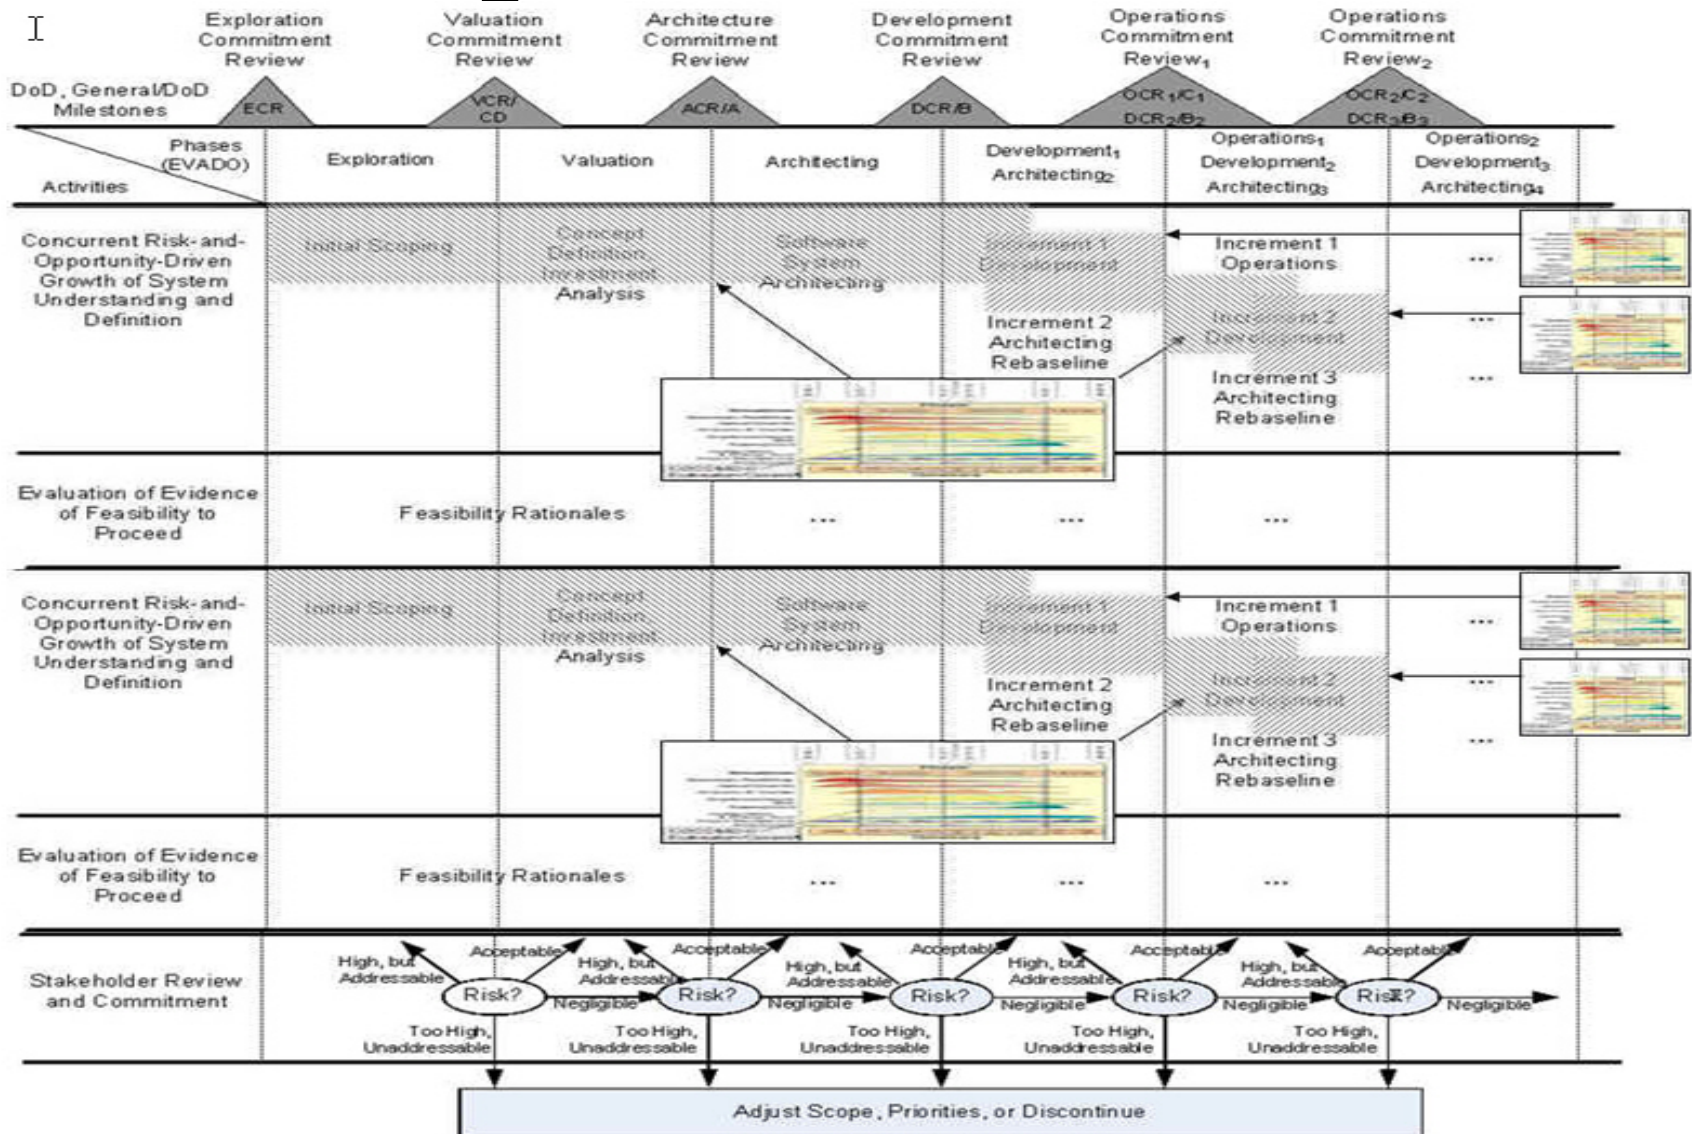 Exploration
Commitment
Review
Valuation
Commitment
Review
Architecture
Commitment
Review
Development
Commitment
Review
Operations
Commitment
Review₁
Operations
Commitment
Review₂
DoD, General/DoD
Milestones
ECR
VCR/
CD
ACR/A
DCR/B
OCR₁/C₁
DCR₂/B₂
OCR₂/C₂
DCR₃/B₃
Phases
(EVADO)
Activities
Exploration
Valuation
Architecting
Development₁
Architecting₂
Operations₁
Development₂
Architecting₃
Operations₂
Development₃
Architecting₄
Concurrent Risk-and-
Opportunity-Driven
Growth of System
Understanding and
Definition
Initial Scoping
Concept
Definition
Investment
Analysis
Software
System
Architecting
Increment 1
Development
Increment 1
Operations
...
Increment 2
Architecting
Rebaseline
Increment 2
Development
...
Increment 3
Architecting
Rebaseline
...
Evaluation of Evidence
of Feasibility to
Proceed
Feasibility Rationales
...
...
...
Concurrent Risk-and-
Opportunity-Driven
Growth of System
Understanding and
Definition
Initial Scoping
Concept
Definition
Investment
Analysis
Software
System
Architecting
Increment 1
Development
Increment 1
Operations
...
Increment 2
Architecting
Rebaseline
Increment 2
Development
...
Increment 3
Architecting
Rebaseline
...
Evaluation of Evidence
of Feasibility to
Proceed
Feasibility Rationales
...
...
...
Stakeholder Review
and Commitment
High, but
Addressable
Acceptable
Risk?
Negligible
Too High,
Unaddressable
High, but
Addressable
Acceptable
Risk?
Negligible
Too High,
Unaddressable
High, but
Addressable
Acceptable
Risk?
Negligible
Too High,
Unaddressable
High, but
Addressable
Acceptable
Risk?
Negligible
Too High,
Unaddressable
High, but
Addressable
Acceptable
Risk?
Negligible
Too High,
Unaddressable
Adjust Scope, Priorities, or Discontinue